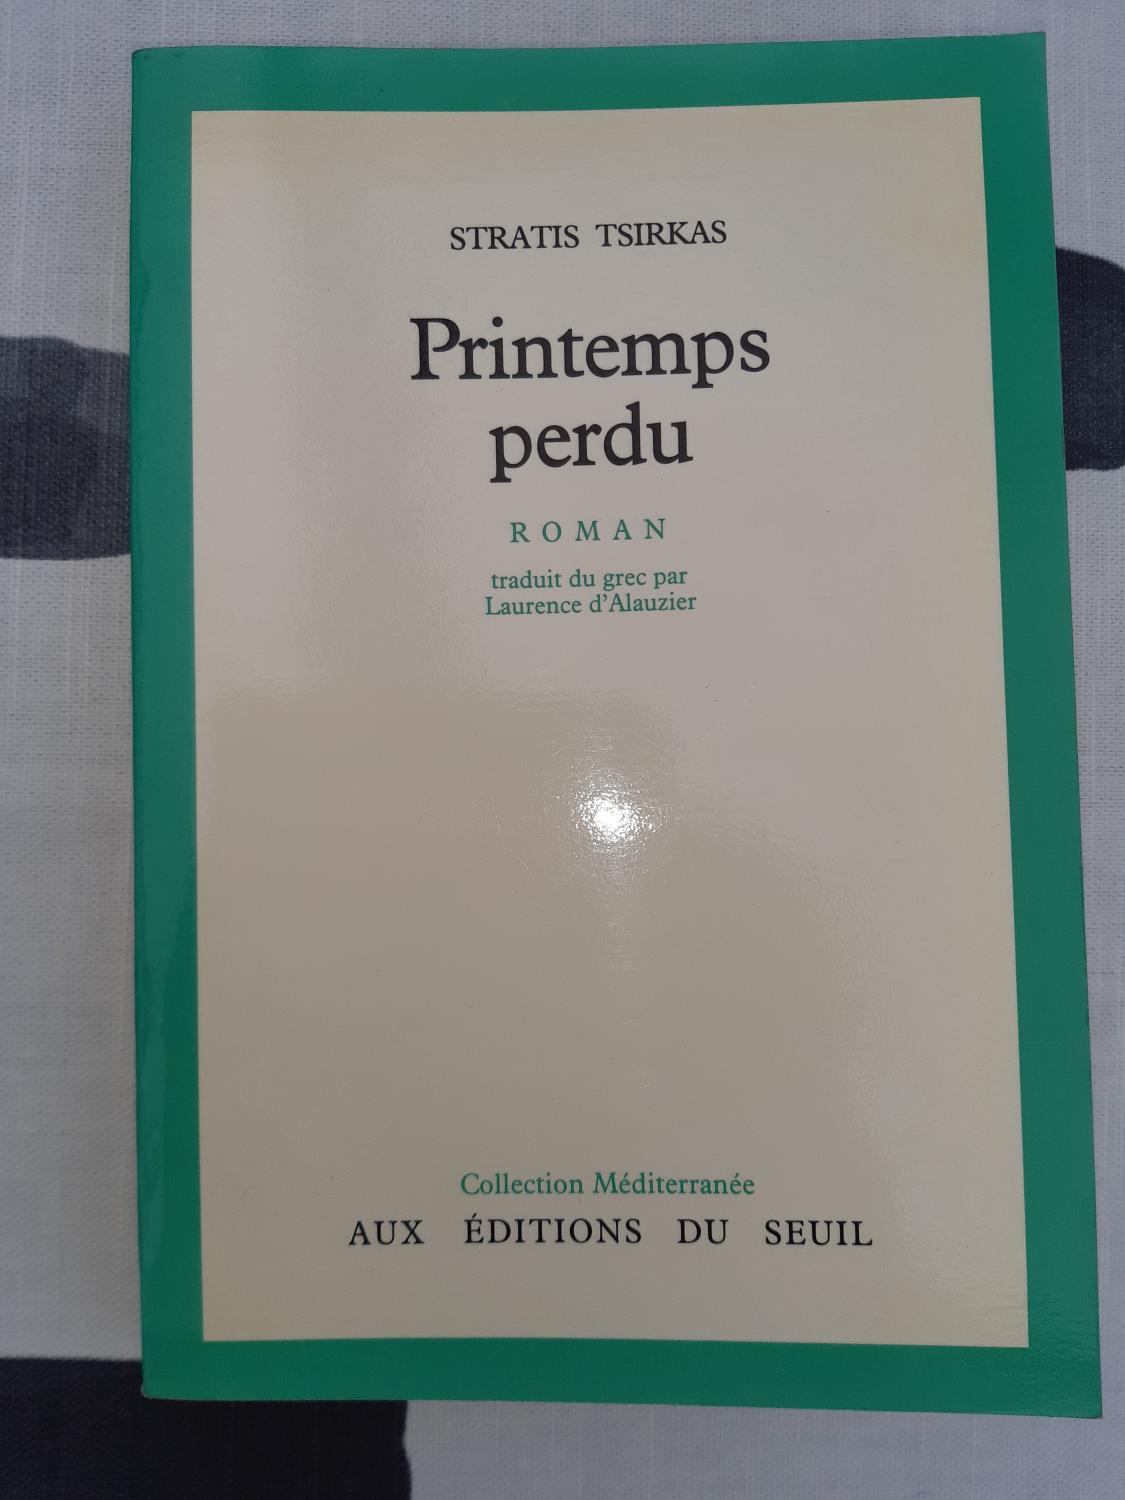 STRATIS TSIRKAS
Printemps
perdu
ROMAN
traduit du grec par
Laurence d'Alauzier
Collection Méditerranée
AUX ÉDITIONS DU SEUIL